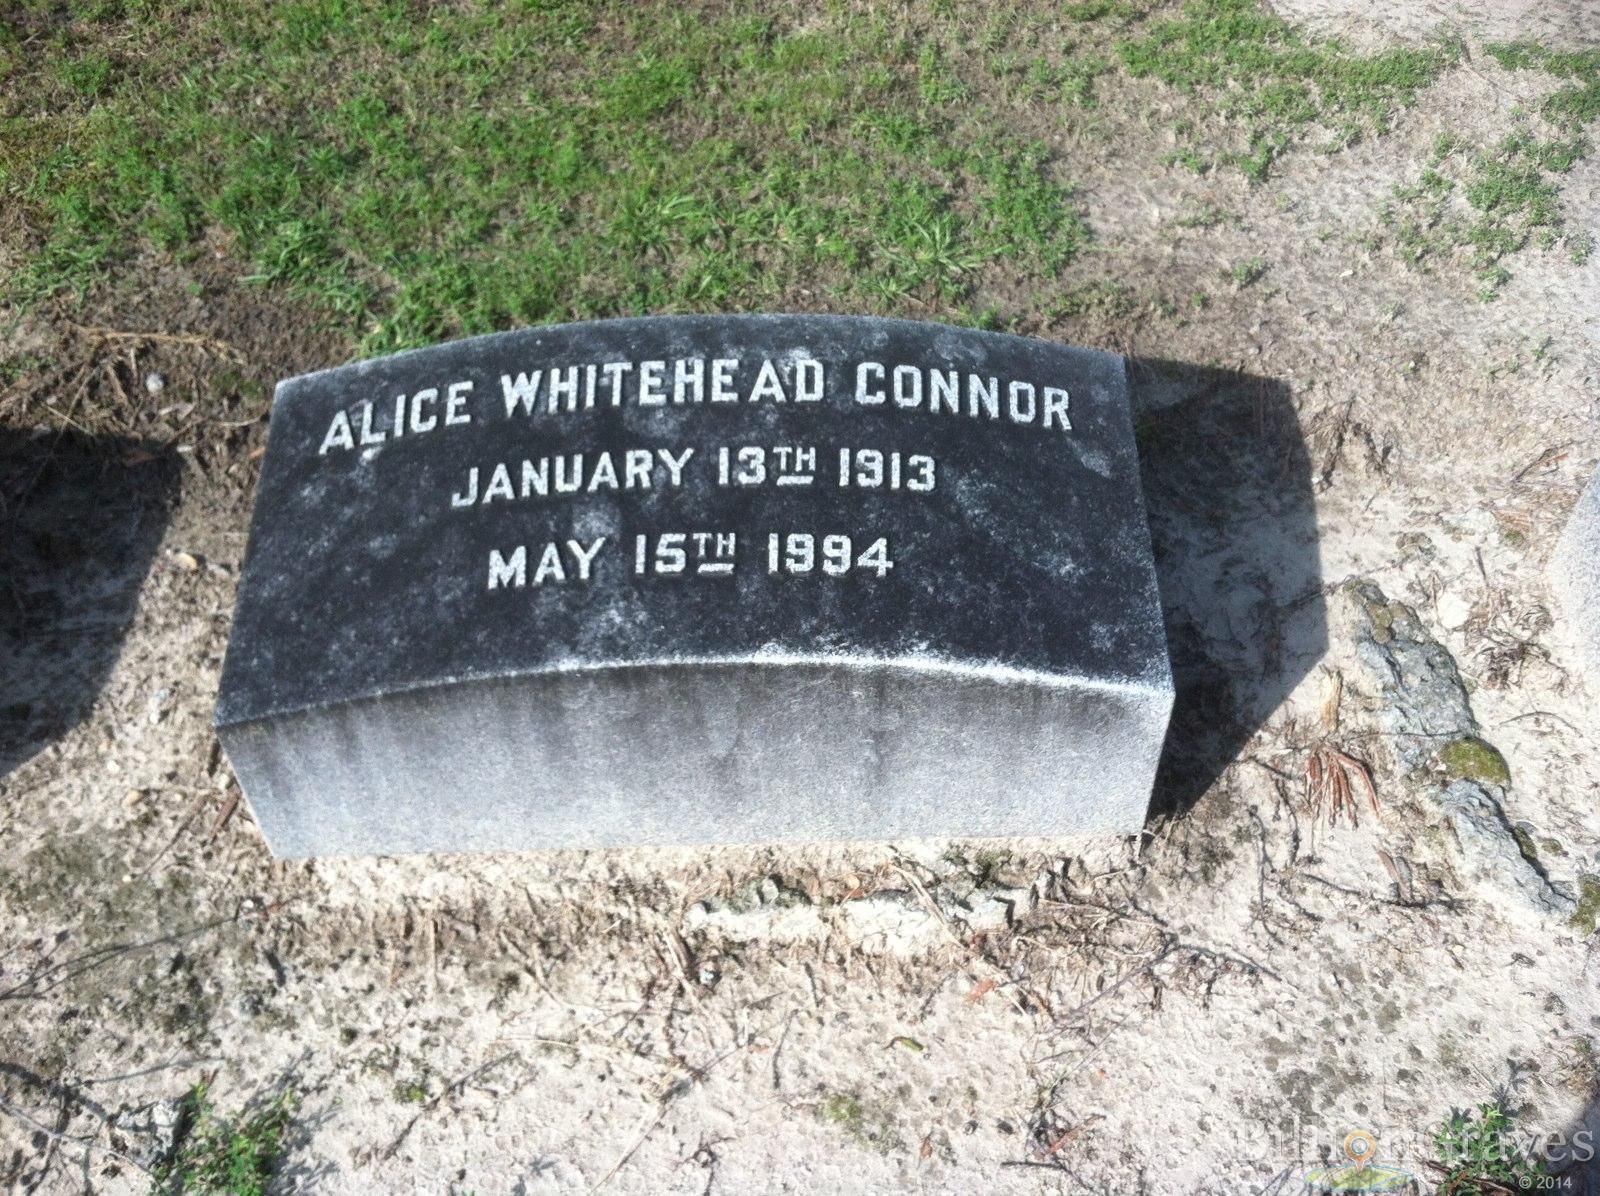 ALICE WHITEHEAD CONNOR
JANUARY 13TH 1913
MAY 15TH 1994
BillionGraves
© 2014